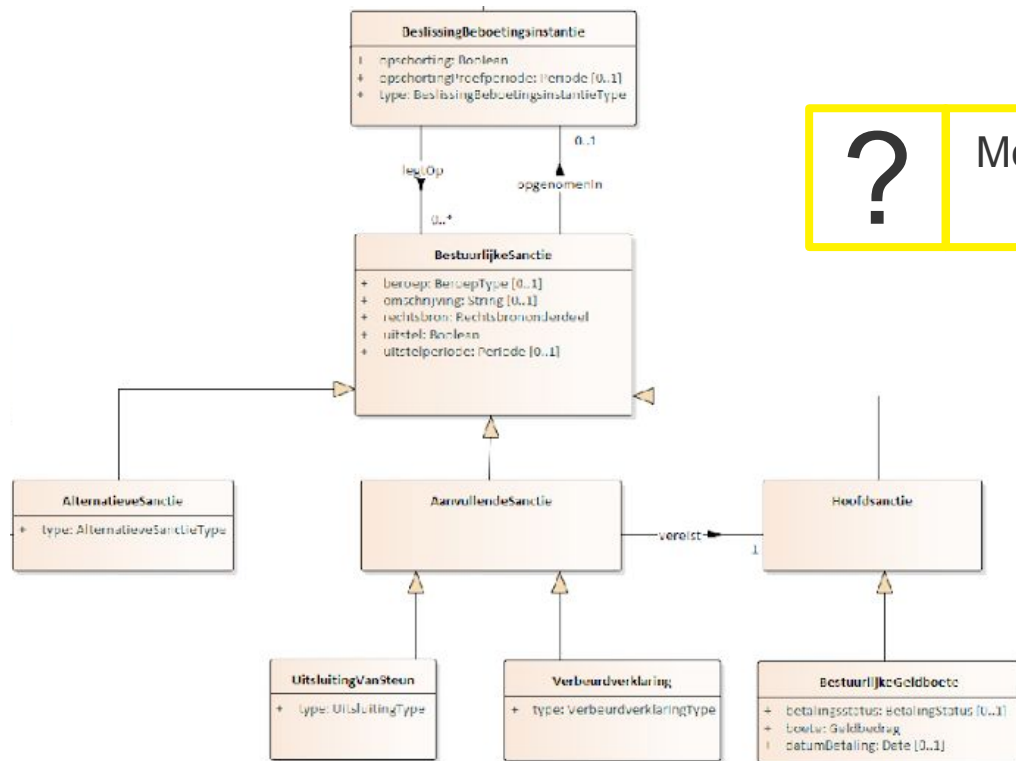 BeslissingBeboetingsinstantie
+ opschorting: Boolean
+ opschortingProefperiode: Periode [0..1]
+ type: BeslissingBeboetingsinstantieType
?
Me
0..1
legtOp
opgenomenIn
0..*
BestuurlijkeSanctie
+ beroep: BeroepType [0..1]
+ omschrijving: String [0..1]
+ rechtsbron: Rechtsbrononderdeel
+ uitstel: Boolean
+ uitstelperiode: Periode [0..1]
AlternatieveSanctie
+ type: AlternatieveSanctieType
AanvullendeSanctie
vereist
1
Hoofdsanctie
UitsluitingVanSteun
+ type: UitsluitingType
Verbeurdverklaring
+ type: VerbeurdverklaringType
BestuurlijkeGeldboete
+ betalingsstatus: BetalingStatus [0..1]
+ boete: Geldbedrag
+ datumBetaling: Date [0..1]